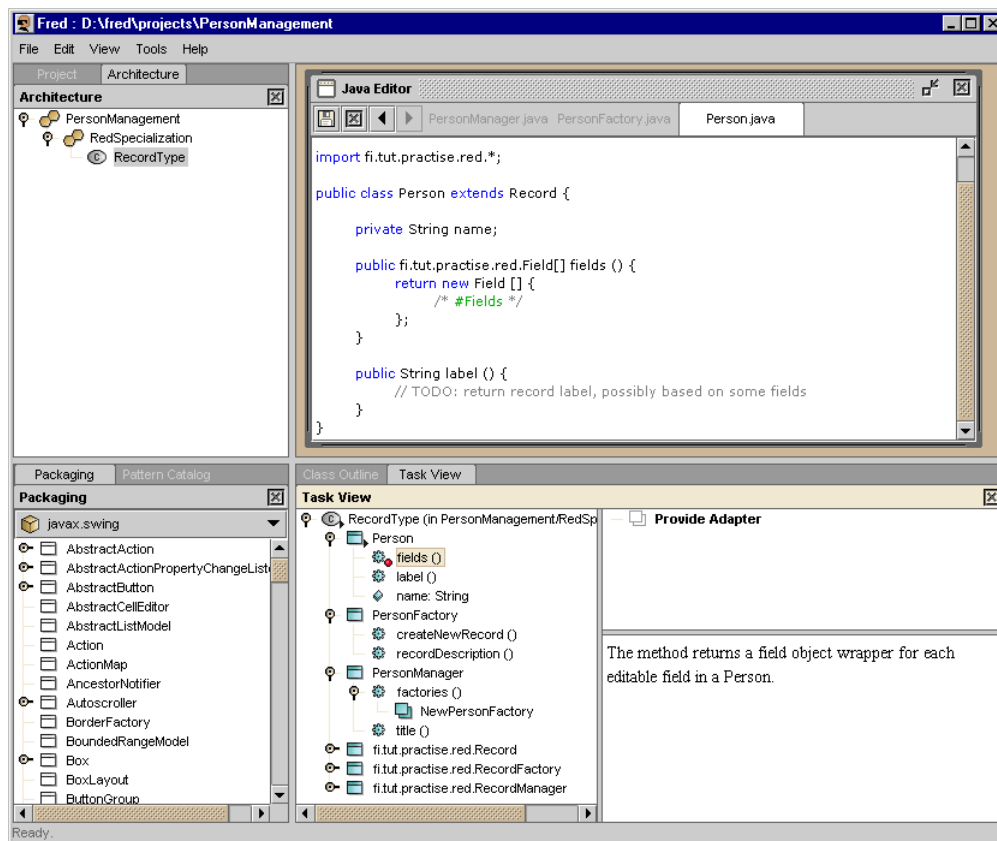 Fred : D:\fred\projects\PersonManagement
File Edit View Tools Help
Project Architecture
Architecture
PersonManagement
RedSpecialization
RecordType
Java Editor
PersonManager.java PersonFactory.java Person.java
import fi.tut.practise.red.*;
public class Person extends Record {
private String name;
public fi.tut.practise.red.Field[] fields () {
return new Field [] {
/* #Fields */
};
}
public String label () {
// TODO: return record label, possibly based on some fields
}
}
Packaging Pattern Catalog
Packaging
javax.swing
AbstractAction
AbstractActionPropertyChangeListe
AbstractButton
AbstractCellEditor
AbstractListModel
Action
ActionMap
AncestorNotifier
Autoscroller
BorderFactory
BoundedRangeModel
Box
BoxLayout
ButtonGroup
Class Outline Task View
Task View
RecordType (in PersonManagement/RedSp
Person
fields ()
label ()
name: String
PersonFactory
createNewRecord ()
recordDescription ()
PersonManager
factories ()
NewPersonFactory
title ()
fi.tut.practise.red.Record
fi.tut.practise.red.RecordFactory
fi.tut.practise.red.RecordManager
Provide Adapter
The method returns a field object wrapper for each
editable field in a Person.
Ready.